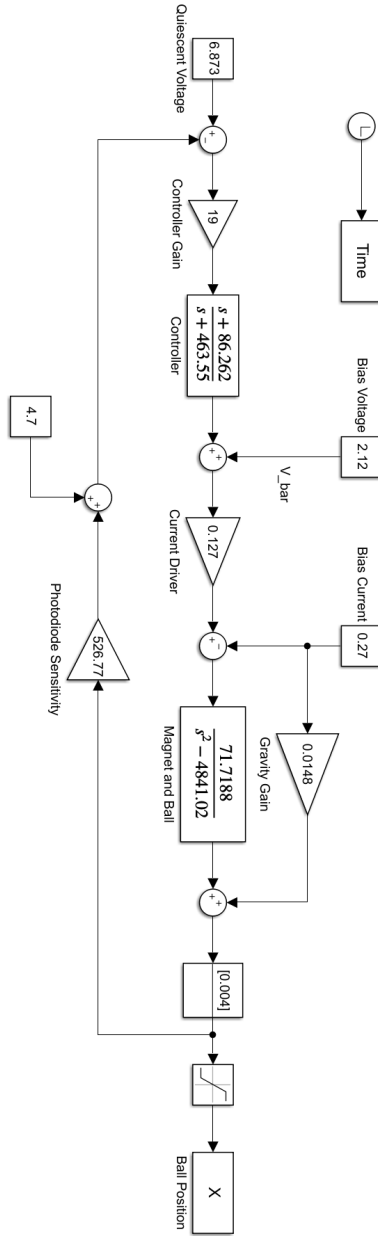 Time
Bias Voltage
2.12
V_bar
Bias Current
0.27
0.0148
Gravity Gain
6.873
Quiescent Voltage
+
−
19
Controller Gain
s + 86.262
s + 463.55
Controller
+
+
0.127
Current Driver
+
−
71.7188
s² − 4841.02
Magnet and Ball
+
+
[0.004]
X
Ball Position
4.7
+
+
526.77
Photodiode Sensitivity